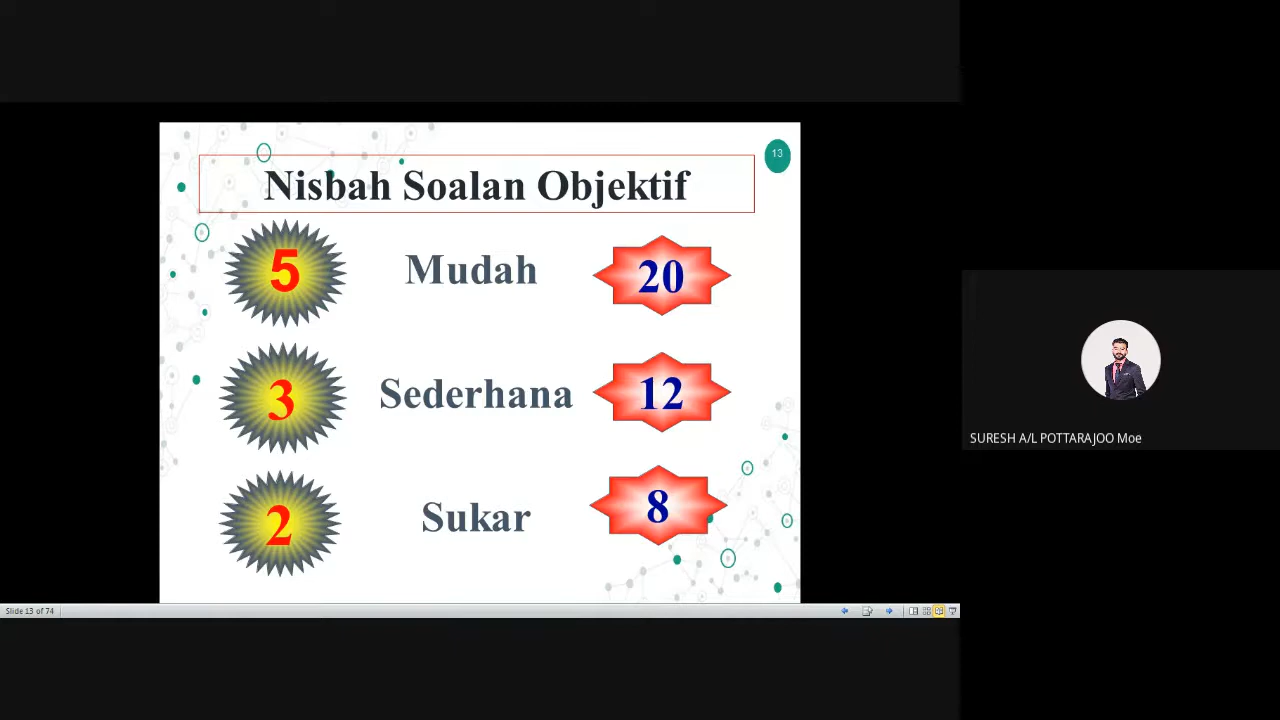 13
Nisbah Soalan Objektif
5 Mudah 20
3 Sederhana 12
2 Sukar 8
SURESH A/L POTTARAJOO Moe
Slide 13 of 74